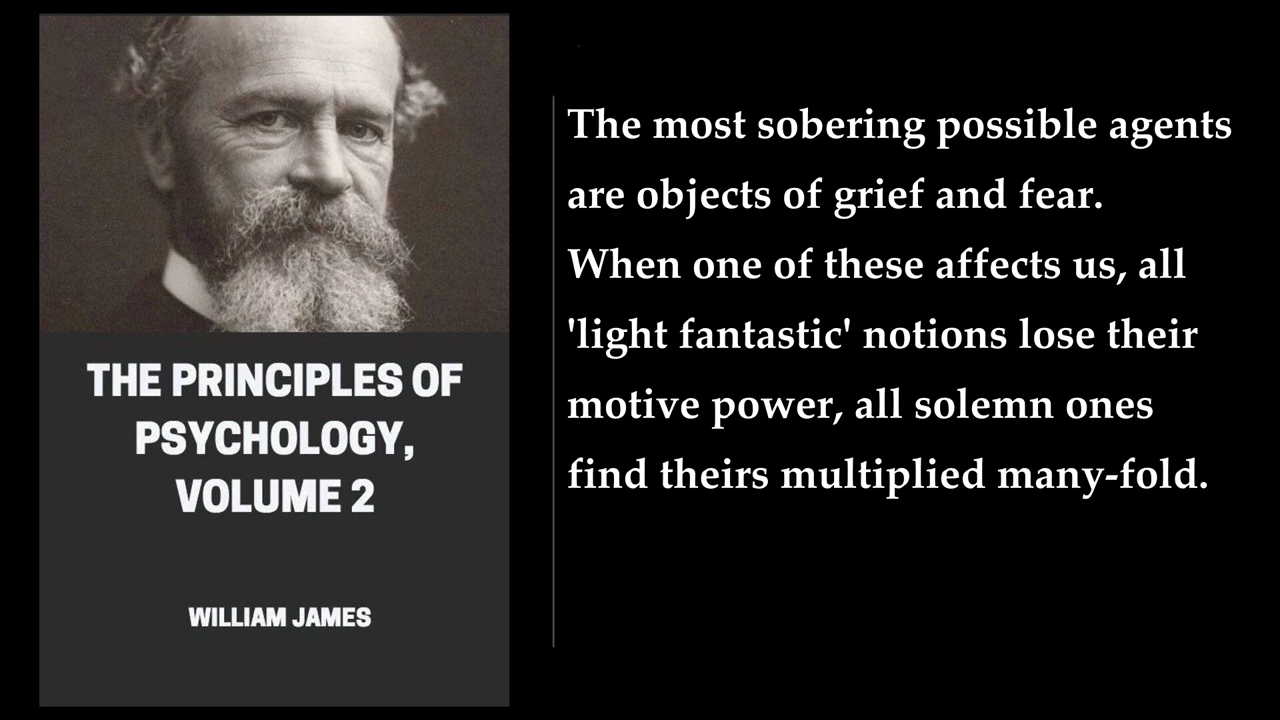 THE PRINCIPLES OF
PSYCHOLOGY,
VOLUME 2
WILLIAM JAMES
The most sobering possible agents
are objects of grief and fear.
When one of these affects us, all
'light fantastic' notions lose their
motive power, all solemn ones
find theirs multiplied many-fold.